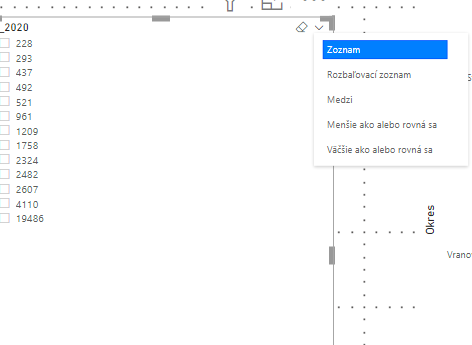 _2020
228
293
437
492
521
961
1209
1758
2324
2482
2607
4110
19486
Zoznam
Rozbaľovací zoznam
Medzi
Menšie ako alebo rovná sa
Väčšie ako alebo rovná sa
Okres
Vranov